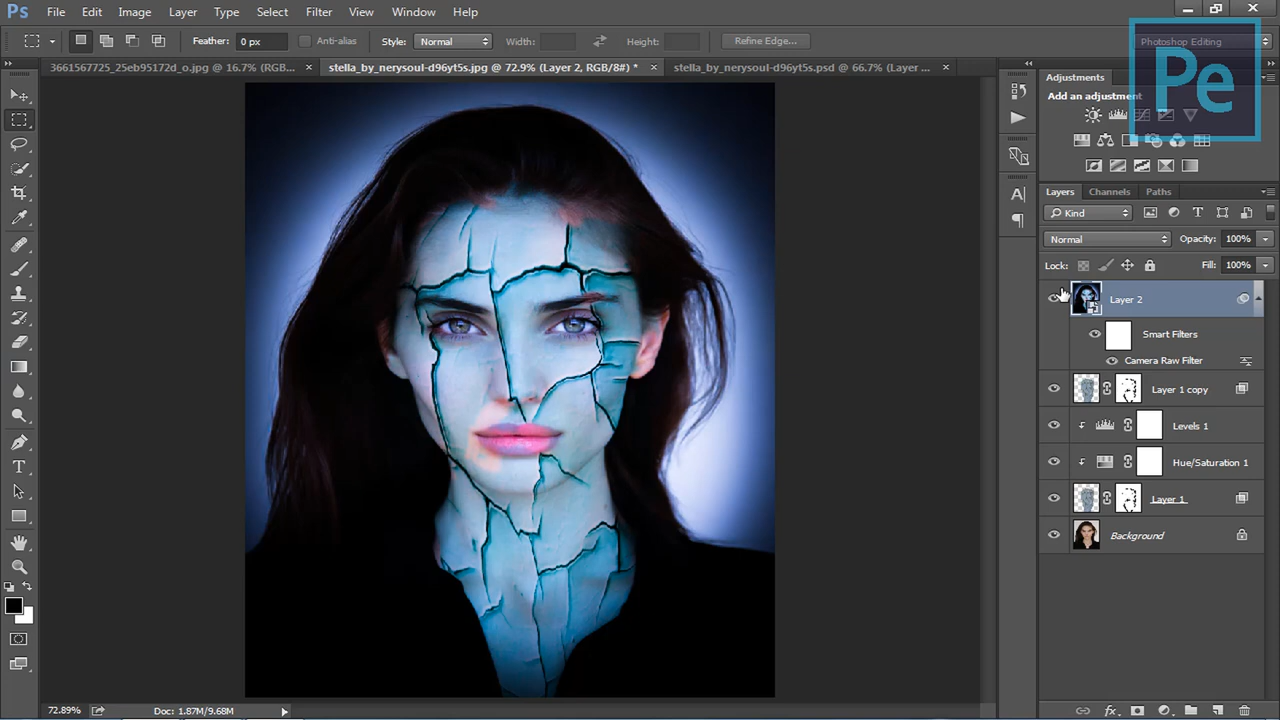 Ps File Edit Image Layer Type Select Filter View Window Help
Feather: 0 px Anti-alias Style: Normal Width: Height: Refine Edge... Photoshop Editing
Pe
3661567725_25eb95172d_o.jpg @ 16.7% (RGB... × stella_by_nerysoul-d96yt5s.jpg @ 72.9% (Layer 2, RGB/8#) * × stella_by_nerysoul-d96yt5s.psd @ 66.7% (Layer ... ×
Adjustments
Add an adjustment
Layers Channels Paths
Kind
Normal Opacity: 100%
Lock: Fill: 100%
Layer 2
Smart Filters
Camera Raw Filter
Layer 1 copy
Levels 1
Hue/Saturation 1
Layer 1
Background
72.89% Doc: 1.87M/9.68M